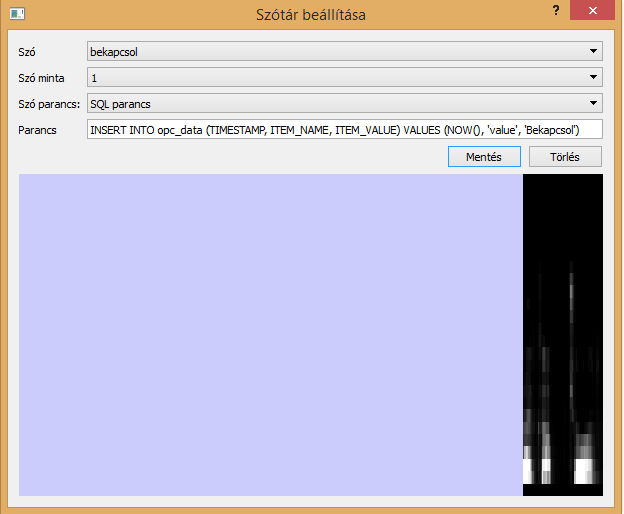 Szótár beállítása
?
Szó bekapcsol
Szó minta 1
Szó parancs: SQL parancs
Parancs INSERT INTO opc_data (TIMESTAMP, ITEM_NAME, ITEM_VALUE) VALUES (NOW(), 'value', 'Bekapcsol')
Mentés Törlés